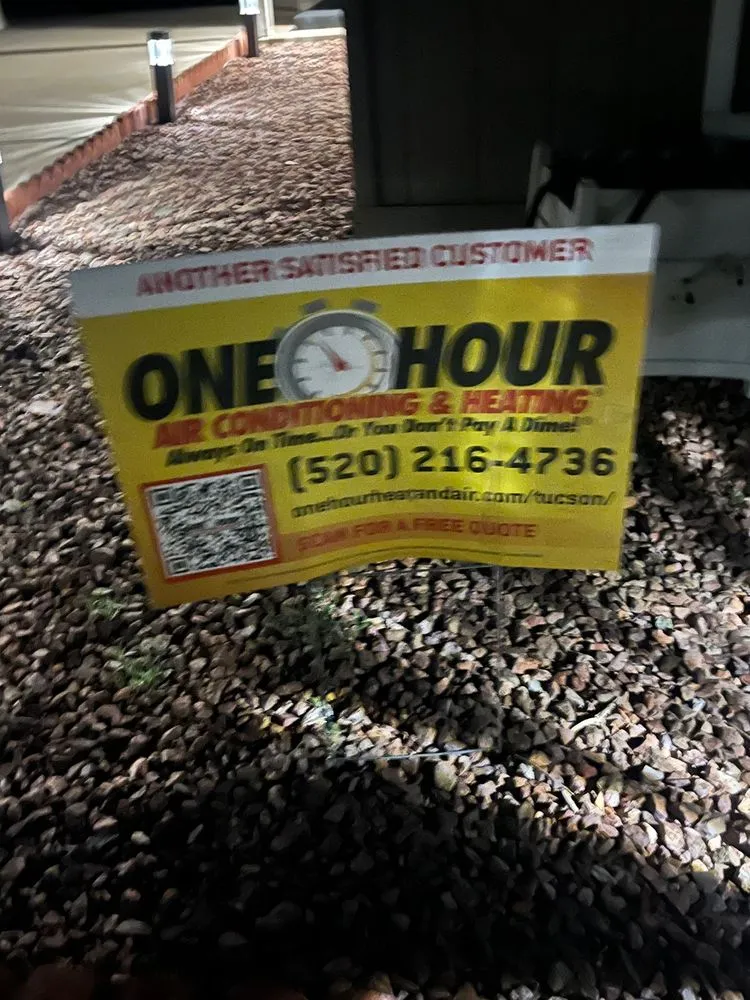 ANOTHER SATISFIED CUSTOMER
ONE HOUR
AIR CONDITIONING & HEATING®
Always On Time...Or You Don't Pay A Dime!®
(520) 216-4736
onehourheatandair.com/tucson/
SCAN FOR A FREE QUOTE